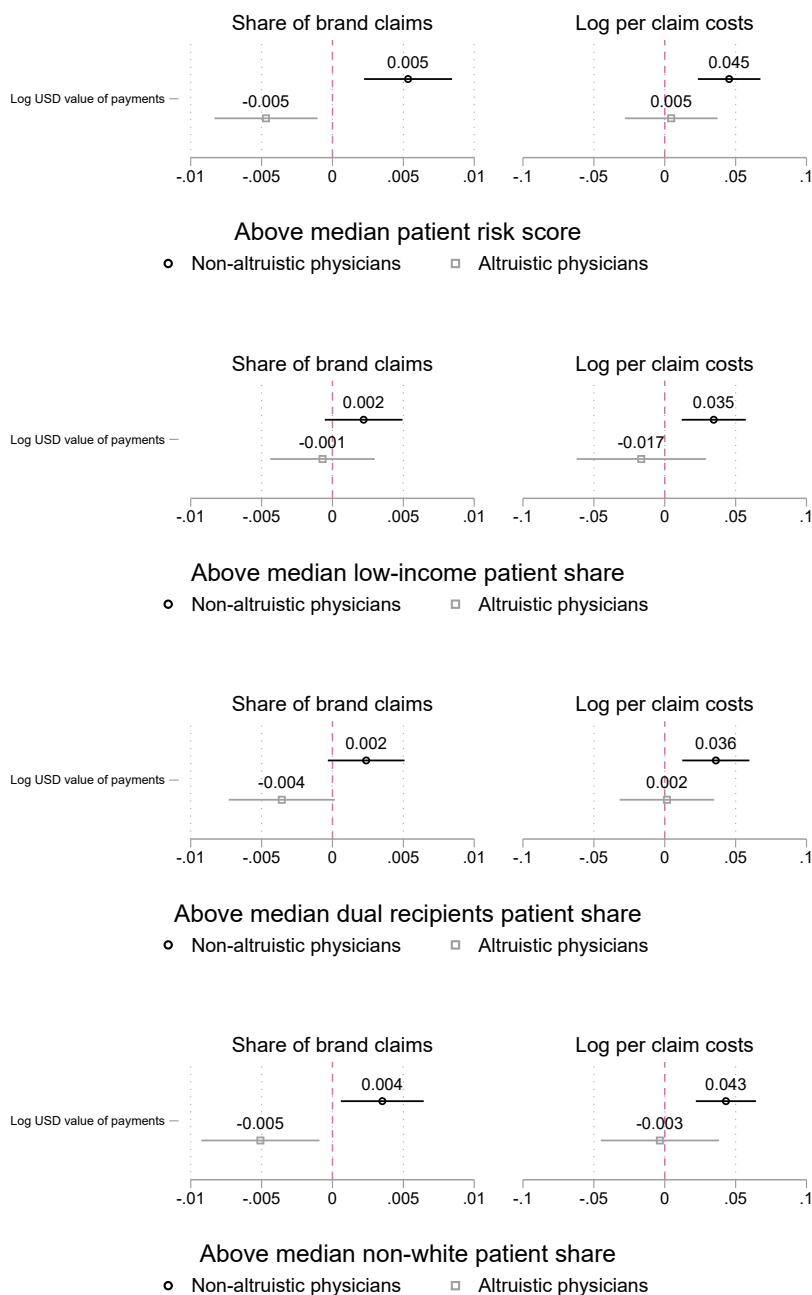 Share of brand claims Log per claim costs
0.005 0.045
Log USD value of payments
-0.005 0.005
-.01 -.005 0 .005 .01 -.1 -.05 0 .05 .1
Above median patient risk score
Non-altruistic physicians Altruistic physicians
Share of brand claims Log per claim costs
0.002 0.035
Log USD value of payments
-0.001 -0.017
-.01 -.005 0 .005 .01 -.1 -.05 0 .05 .1
Above median low-income patient share
Non-altruistic physicians Altruistic physicians
Share of brand claims Log per claim costs
0.002 0.036
Log USD value of payments
-0.004 0.002
-.01 -.005 0 .005 .01 -.1 -.05 0 .05 .1
Above median dual recipients patient share
Non-altruistic physicians Altruistic physicians
Share of brand claims Log per claim costs
0.004 0.043
Log USD value of payments
-0.005 -0.003
-.01 -.005 0 .005 .01 -.1 -.05 0 .05 .1
Above median non-white patient share
Non-altruistic physicians Altruistic physicians